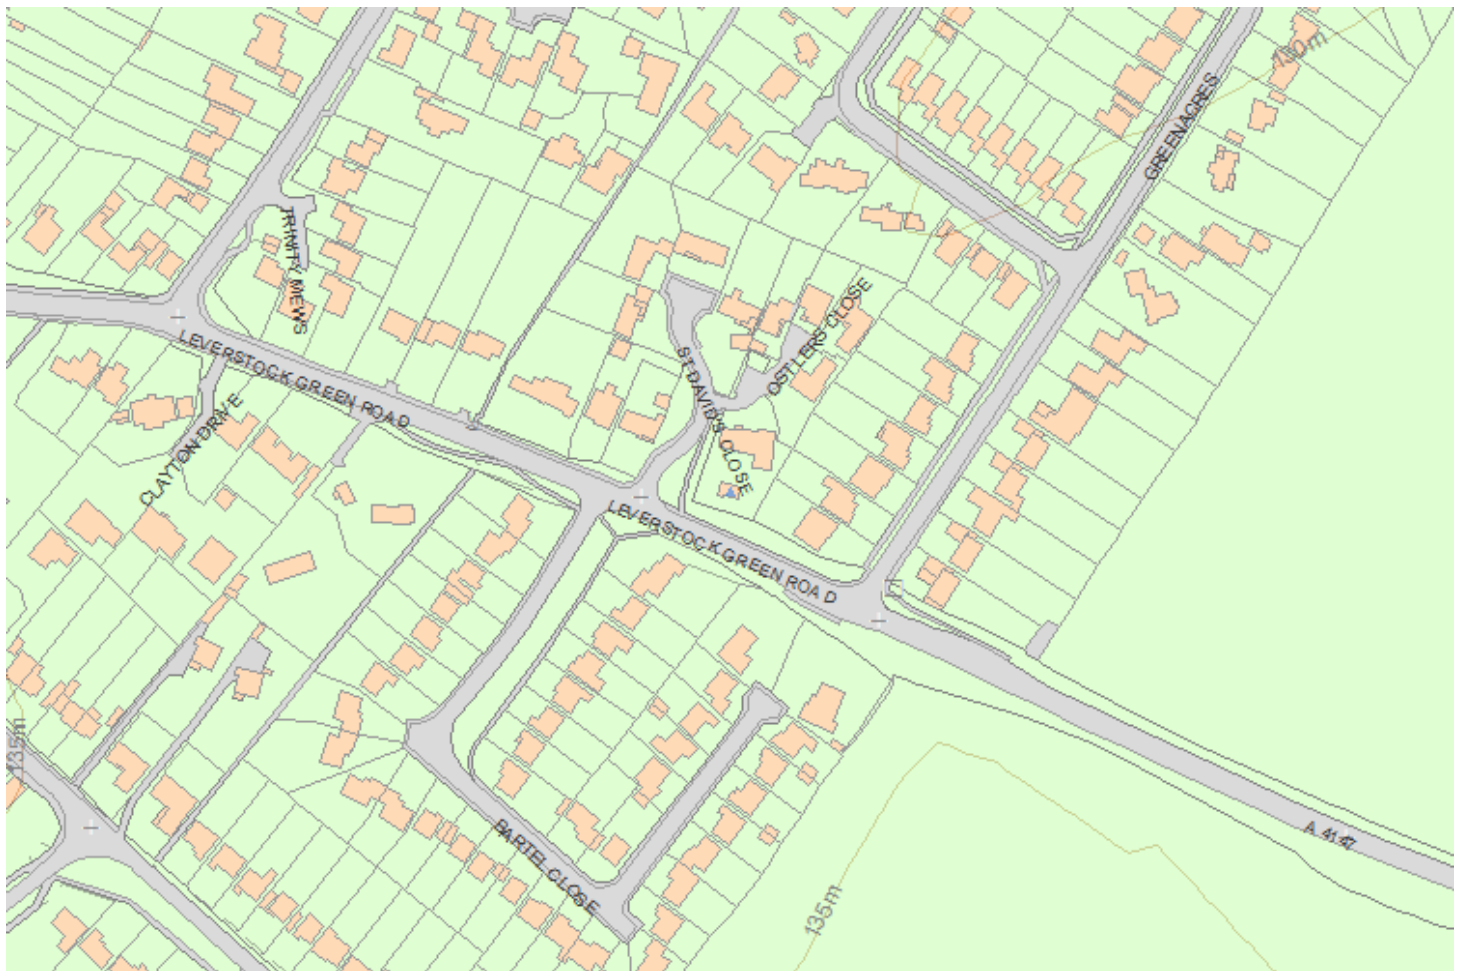 130m
GREENACRES
TRINITY MEWS
OSTLERS CLOSE
LEVERSTOCK GREEN ROAD
ST DAVID'S CLOSE
CLAYTON DRIVE
LEVERSTOCK GREEN ROAD
135m
A 4147
BARTEL CLOSE
135m